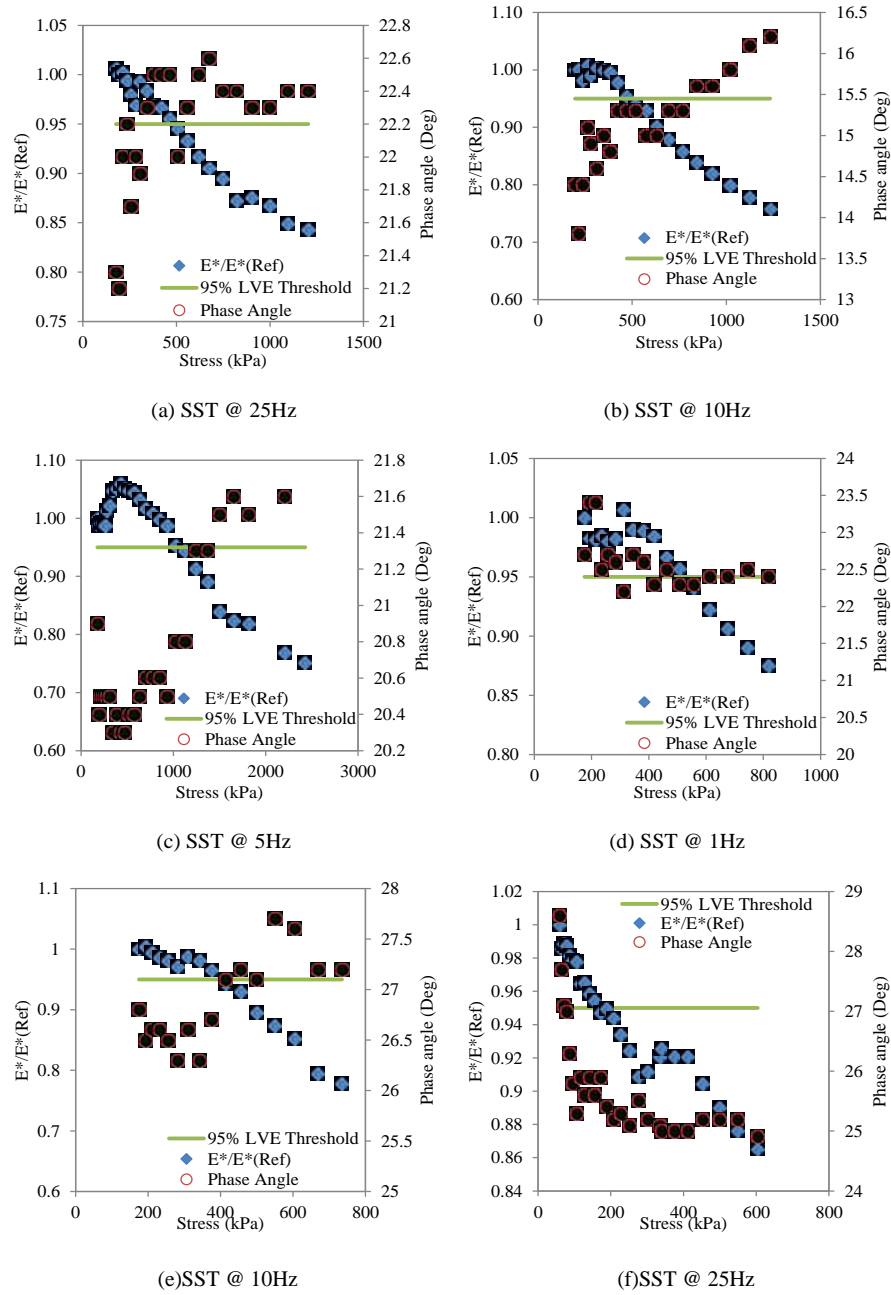 1.05
1.00
0.95
0.90
0.85
0.80
0.75
E*/E*(Ref)
22.8
22.6
22.4
22.2
22
21.8
21.6
21.4
21.2
21
Phase angle (Deg)
E*/E*(Ref)
95% LVE Threshold
Phase Angle
0 500 1000 1500
Stress (kPa)
(a) SST @ 25Hz
1.10
1.00
0.90
0.80
0.70
0.60
E*/E*(Ref)
16.5
16
15.5
15
14.5
14
13.5
13
Phase angle (Deg)
E*/E*(Ref)
95% LVE Threshold
Phase Angle
0 500 1000 1500
Stress (kPa)
(b) SST @ 10Hz
1.10
1.00
0.90
0.80
0.70
0.60
E*/E*(Ref)
21.8
21.6
21.4
21.2
21
20.8
20.6
20.4
20.2
Phase angle (Deg)
E*/E*(Ref)
95% LVE Threshold
Phase Angle
0 1000 2000 3000
Stress (kPa)
(c) SST @ 5Hz
1.05
1.00
0.95
0.90
0.85
0.80
E*/E*(Ref)
24
23.5
23
22.5
22
21.5
21
20.5
20
Phase angle (Deg)
E*/E*(Ref)
95% LVE Threshold
Phase Angle
0 200 400 600 800 1000
Stress (kPa)
(d) SST @ 1Hz
1.1
1
0.9
0.8
0.7
0.6
E*/E*(Ref)
28
27.5
27
26.5
26
25.5
25
Phase angle (Deg)
95% LVE Threshold
E*/E*(Ref)
Phase Angle
0 200 400 600 800
Stress (kPa)
(e)SST @ 10Hz
1.02
1
0.98
0.96
0.94
0.92
0.9
0.88
0.86
0.84
E*/E*(Ref)
29
28
27
26
25
24
Phase angle (Deg)
95% LVE Threshold
E*/E*(Ref)
Phase Angle
0 200 400 600 800
Stress (kPa)
(f)SST @ 25Hz